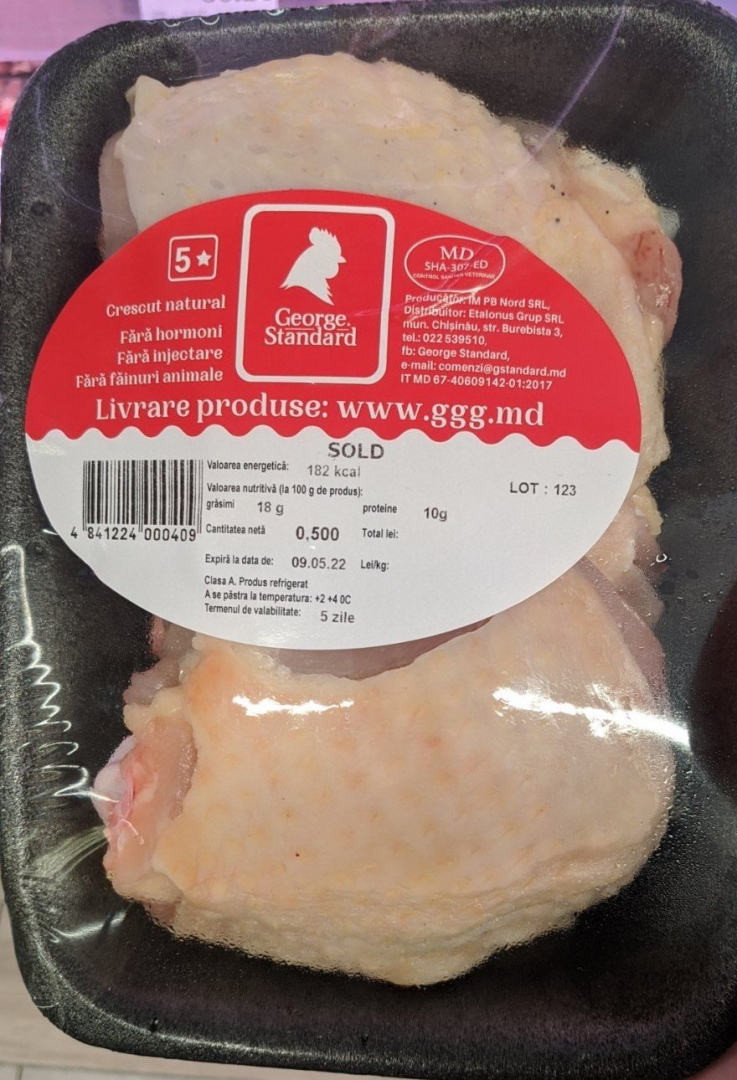 5★
Crescut natural
Fără hormoni
Fără injectare
Fără făinuri animale
George
Standard
MD
SHA-307-ED
CONTROL SANITAR VETERINAR
Producător: IM PB Nord SRL,
Distribuitor: Etalonus Grup SRL
mun. Chișinău, str. Burebista 3,
tel.: 022 539510,
fb: George Standard,
e-mail: comenzi@gstandard.md
IT MD 67-40609142-01:2017
Livrare produse: www.ggg.md
SOLD
Valoarea energetică: 182 kcal
Valoarea nutritivă (la 100 g de produs):
grăsimi 18 g proteine 10g
LOT : 123
4 841224 000409
Cantitatea netă 0,500 Total lei:
Expiră la data de: 09.05.22 Lei/kg:
Clasa A. Produs refrigerat
A se păstra la temperatura: +2 +4 0C
Termenul de valabilitate: 5 zile